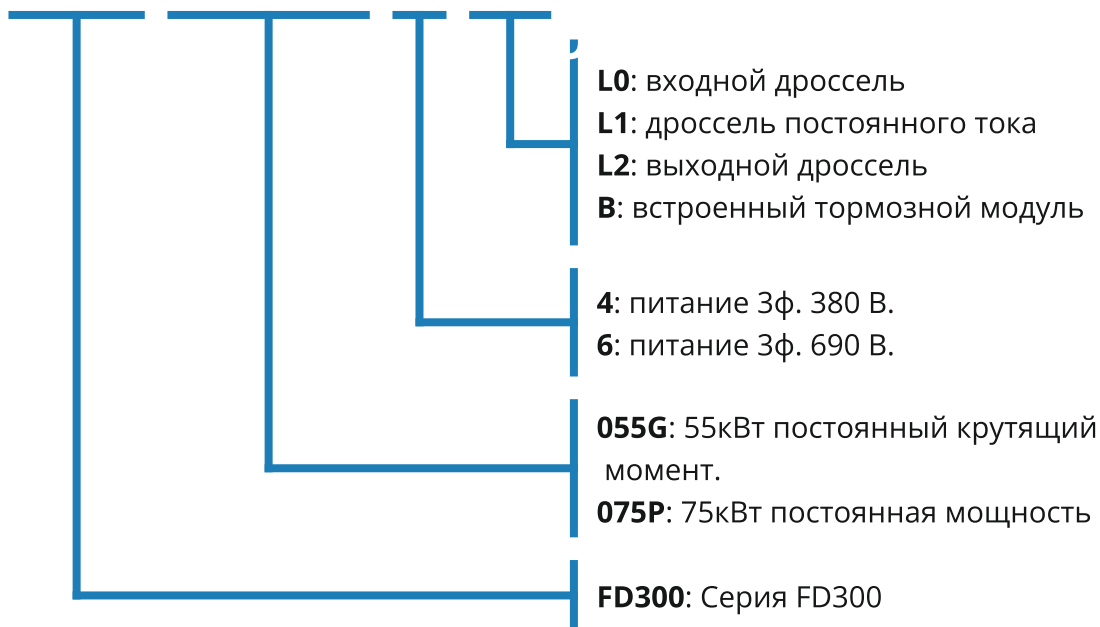 L0: входной дроссель
L1: дроссель постоянного тока
L2: выходной дроссель
B: встроенный тормозной модуль
4: питание 3ф. 380 В.
6: питание 3ф. 690 В.
055G: 55кВт постоянный крутящий
момент.
075P: 75кВт постоянная мощность
FD300: Серия FD300